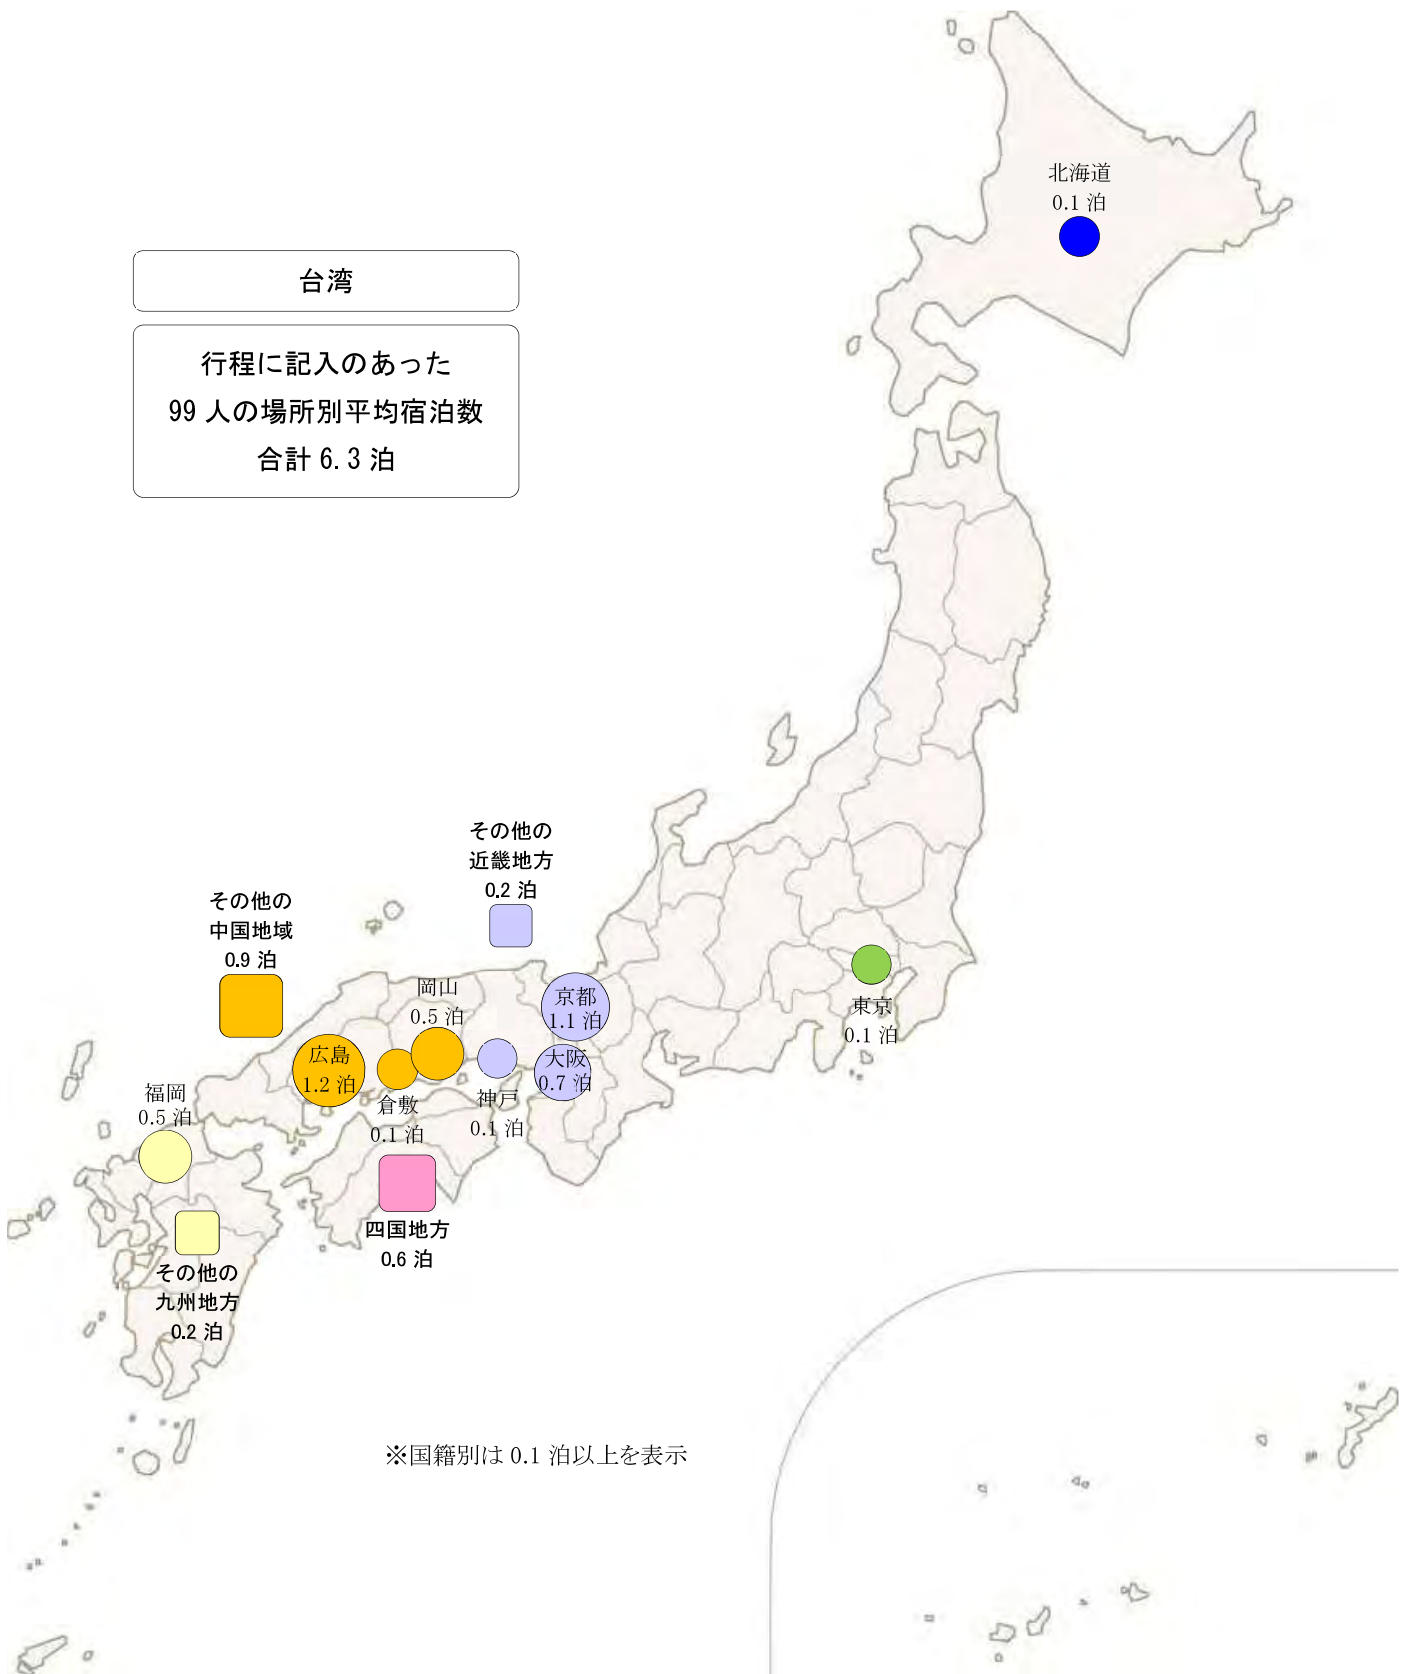 北海道
0.1 泊
台湾
行程に記入のあった
99 人の場所別平均宿泊数
合計 6.3 泊
その他の
近畿地方
0.2 泊
その他の
中国地域
0.9 泊
岡山
0.5 泊
京都
1.1 泊
東京
0.1 泊
広島
1.2 泊
大阪
0.7 泊
福岡
0.5 泊
倉敷
0.1 泊
神戸
0.1 泊
四国地方
0.6 泊
その他の
九州地方
0.2 泊
※国籍別は 0.1 泊以上を表示